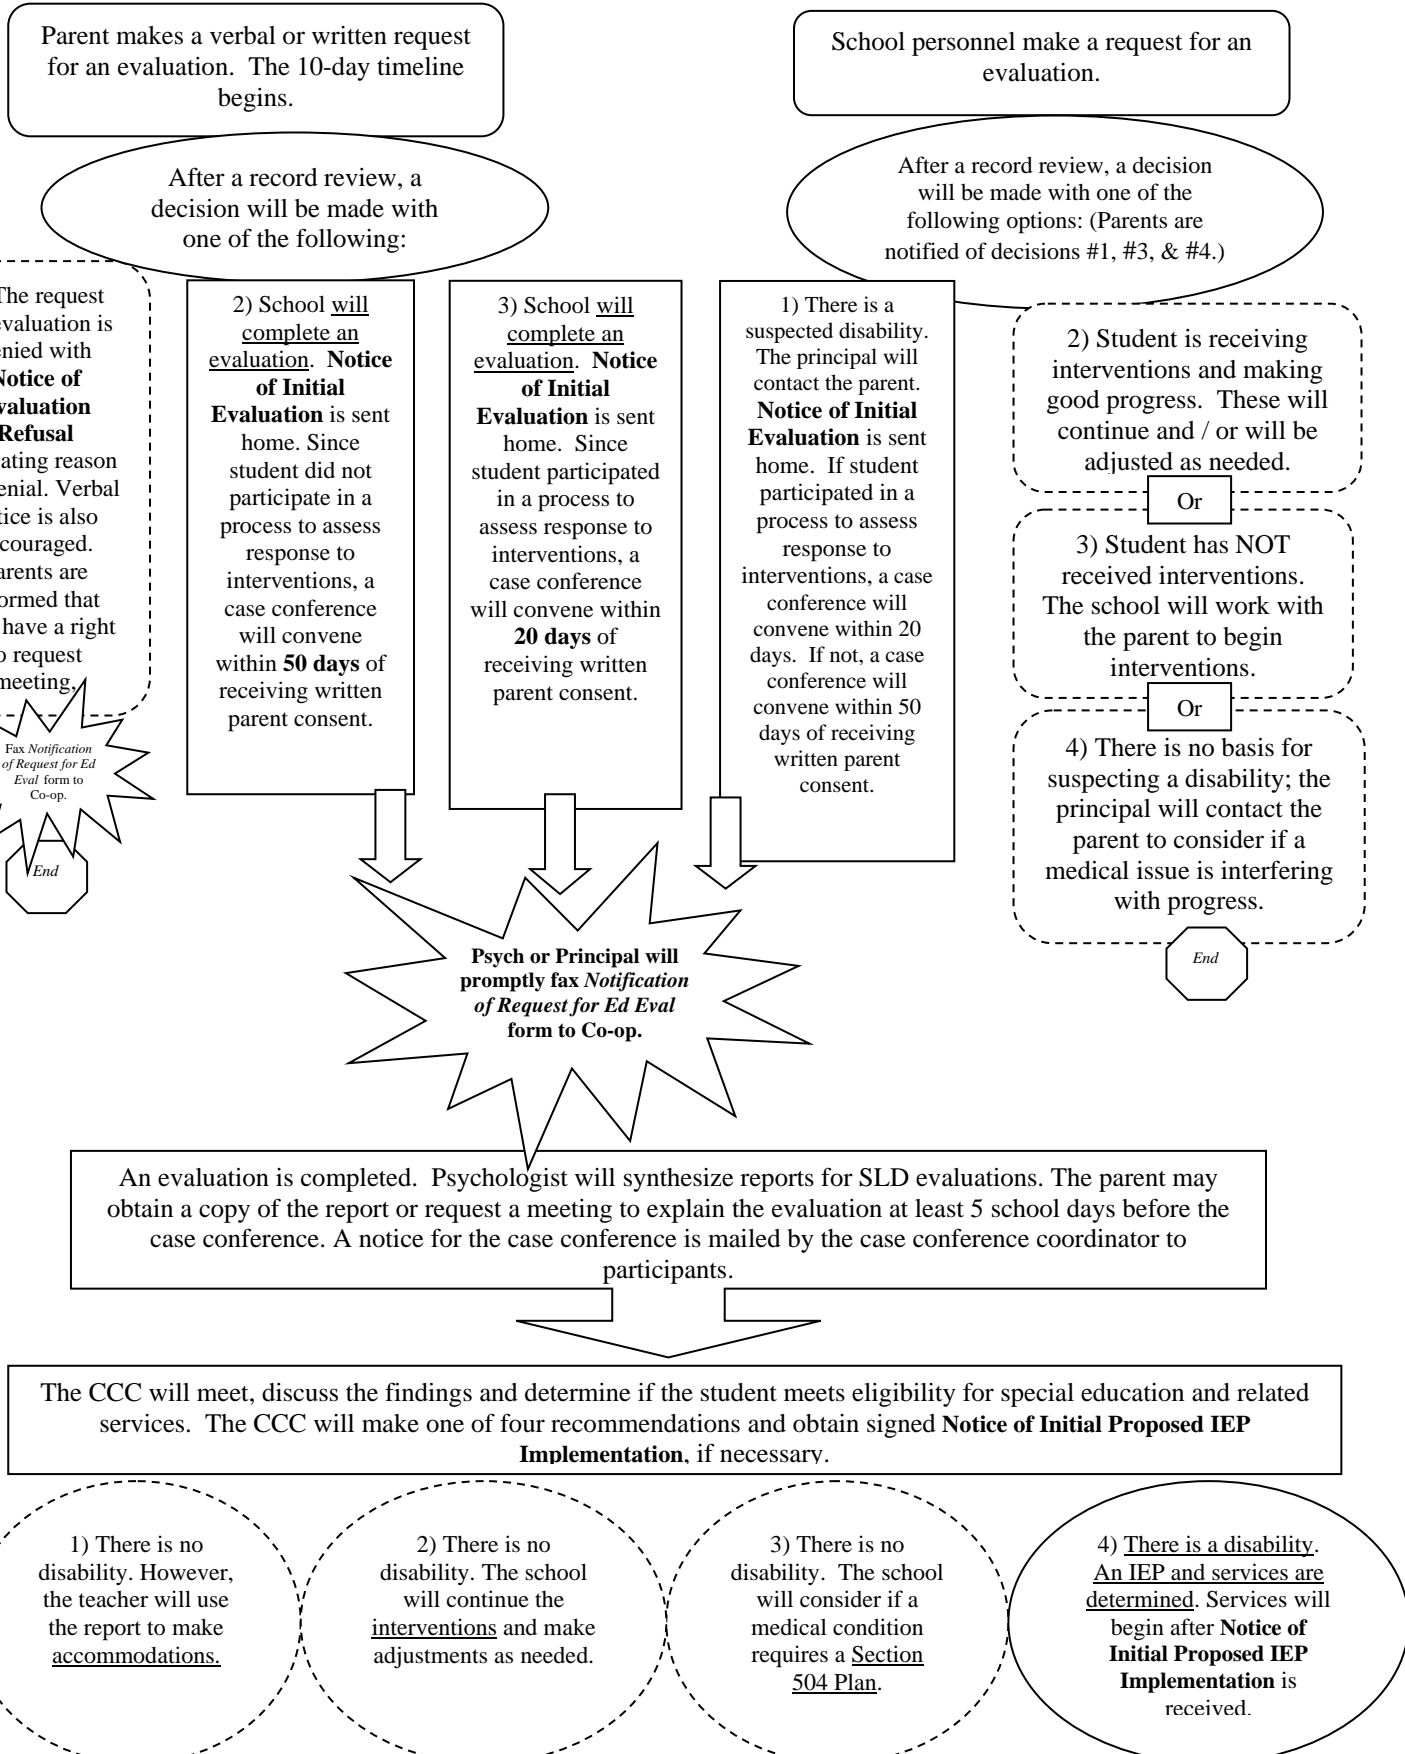 Parent makes a verbal or written request
for an evaluation.  The 10-day timeline
begins.
School personnel make a request for an
evaluation.
After a record review, a
decision will be made with
one of the following:
After a record review, a decision
will be made with one of the
following options: (Parents are
notified of decisions #1, #3, & #4.)
request
evaluation is
with
of
Refusal
reason
Verbal
is also
are
that
have a right
request
meeting,
Fax Notification
of Request for Ed
Eval form to
Co-op.
End
2) School will
complete an
evaluation.  Notice
of Initial
Evaluation is sent
home. Since
student did not
participate in a
process to assess
response to
interventions, a
case conference
will convene
within 50 days of
receiving written
parent consent.
3) School will
complete an
evaluation.  Notice
of Initial
Evaluation is sent
home.  Since
student participated
in a process to
assess response to
interventions, a
case conference
will convene within
20 days of
receiving written
parent consent.
1) There is a
suspected disability.
The principal will
contact the parent.
Notice of Initial
Evaluation is sent
home.  If student
participated in a
process to assess
response to
interventions, a case
conference will
convene within 20
days.  If not, a case
conference will
convene within 50
days of receiving
written parent
consent.
2) Student is receiving
interventions and making
good progress.  These will
continue and / or will be
adjusted as needed.
Or
3) Student has NOT
received interventions.
The school will work with
the parent to begin
interventions.
Or
4) There is no basis for
suspecting a disability; the
principal will contact the
parent to consider if a
medical issue is interfering
with progress.
End
Psych or Principal will
promptly fax Notification
of Request for Ed Eval
form to Co-op.
An evaluation is completed.  Psychologist will synthesize reports for SLD evaluations. The parent may
obtain a copy of the report or request a meeting to explain the evaluation at least 5 school days before the
case conference. A notice for the case conference is mailed by the case conference coordinator to
participants.
The CCC will meet, discuss the findings and determine if the student meets eligibility for special education and related
services.  The CCC will make one of four recommendations and obtain signed Notice of Initial Proposed IEP
Implementation, if necessary.
1) There is no
disability. However,
the teacher will use
the report to make
accommodations.
2) There is no
disability. The school
will continue the
interventions and make
adjustments as needed.
3) There is no
disability.  The school
will consider if a
medical condition
requires a Section
504 Plan.
4) There is a disability.
An IEP and services are
determined. Services will
begin after Notice of
Initial Proposed IEP
Implementation is
received.